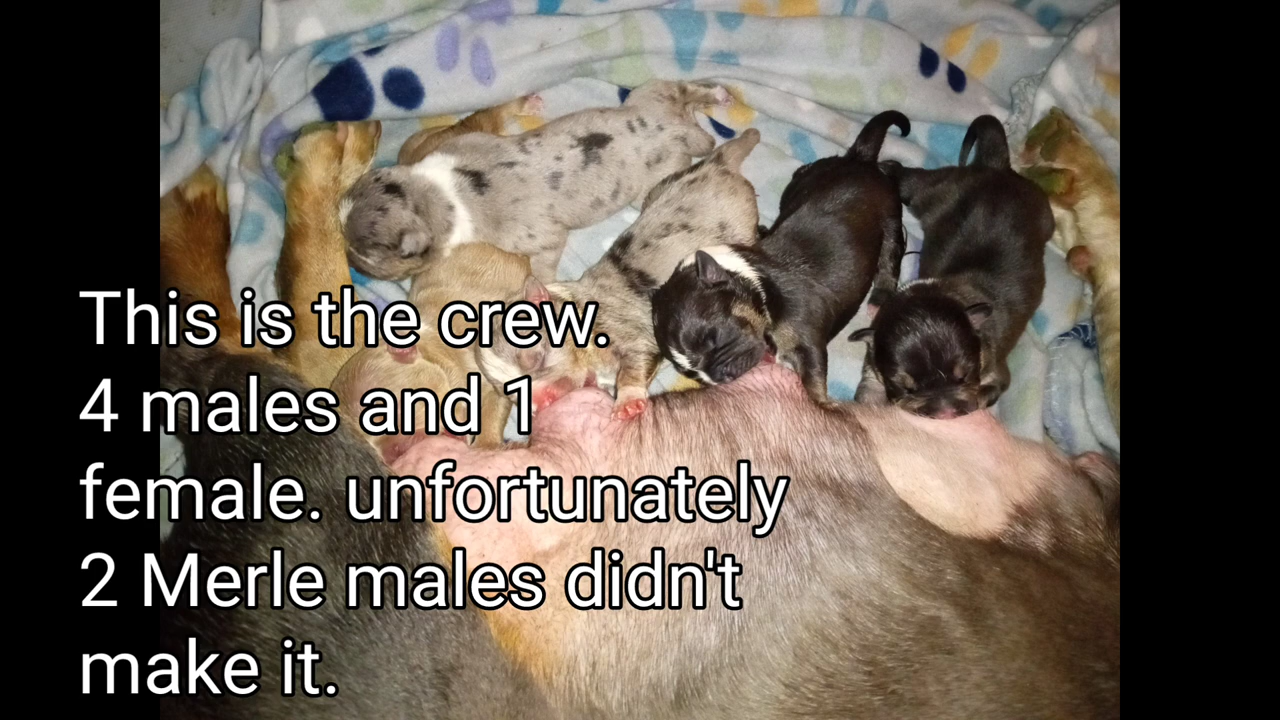 This is the crew.
4 males and 1
female. unfortunately
2 Merle males didn't
make it.